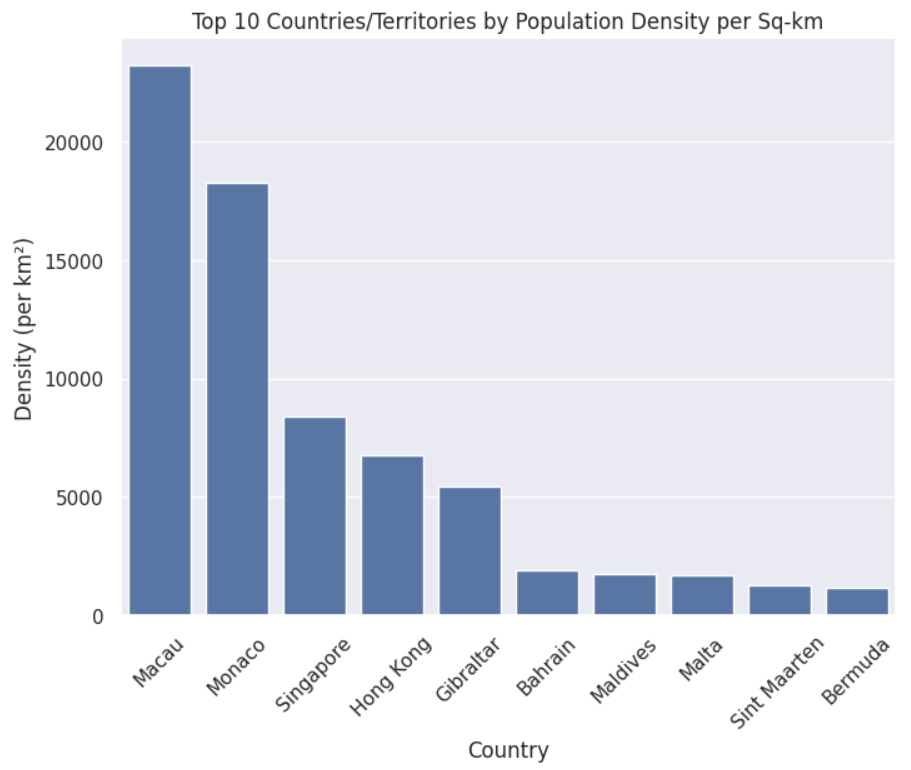 Top 10 Countries/Territories by Population Density per Sq-km
Density (per km²)
20000
15000
10000
5000
0
Macau
Monaco
Singapore
Hong Kong
Gibraltar
Bahrain
Maldives
Malta
Sint Maarten
Bermuda
Country